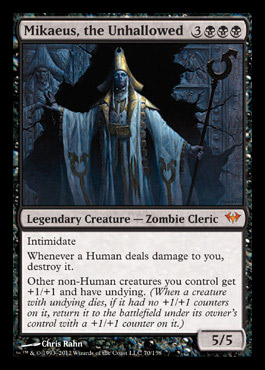 Mikaeus, the Unhallowed 3
Legendary Creature — Zombie Cleric
Intimidate
Whenever a Human deals damage to you,
destroy it.
Other non-Human creatures you control get
+1/+1 and have undying. (When a creature
with undying dies, if it had no +1/+1 counters
on it, return it to the battlefield under its owner's
control with a +1/+1 counter on it.)
5/5
Chris Rahn
™ & © 1993–2012 Wizards of the Coast LLC 70/158